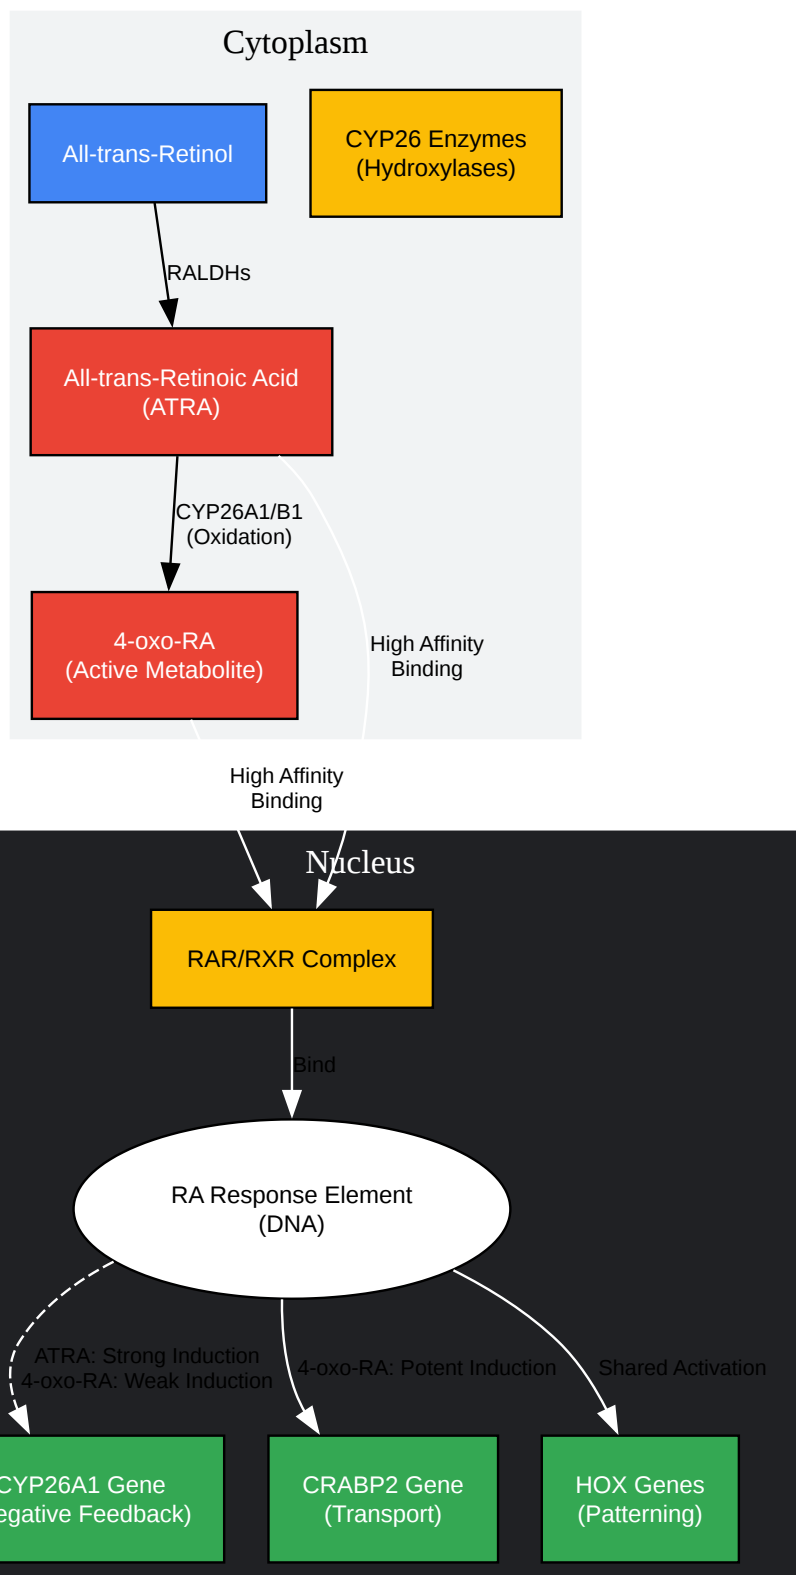 Cytoplasm
All-trans-Retinol
CYP26 Enzymes
(Hydroxylases)
RALDHs
All-trans-Retinoic Acid
(ATRA)
CYP26A1/B1
(Oxidation)
4-oxo-RA
(Active Metabolite)
High Affinity
Binding
High Affinity
Binding
Nucleus
RAR/RXR Complex
Bind
RA Response Element
(DNA)
ATRA: Strong Induction
4-oxo-RA: Weak Induction
4-oxo-RA: Potent Induction
Shared Activation
CYP26A1 Gene
egative Feedback)
CRABP2 Gene
(Transport)
HOX Genes
(Patterning)